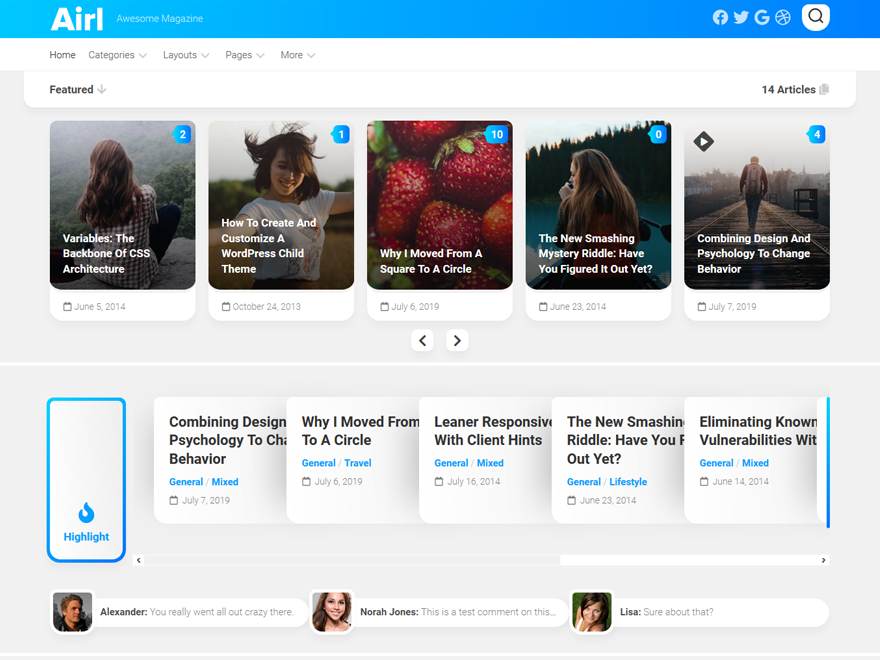 Airl Awesome Magazine
Home Categories Layouts Pages More
Featured 14 Articles
2
Variables: The
Backbone Of CSS
Architecture
June 5, 2014
1
How To Create And
Customize A
WordPress Child
Theme
October 24, 2013
10
Why I Moved From A
Square To A Circle
July 6, 2019
0
The New Smashing
Mystery Riddle: Have
You Figured It Out Yet?
June 23, 2014
4
Combining Design And
Psychology To Change
Behavior
July 7, 2019
Highlight
Combining Design
Psychology To Cha
Behavior
General / Mixed
July 7, 2019
Why I Moved From
To A Circle
General / Travel
July 6, 2019
Leaner Responsive
With Client Hints
General / Mixed
July 16, 2014
The New Smashin
Riddle: Have You F
Out Yet?
General / Lifestyle
June 23, 2014
Eliminating Known
Vulnerabilities Wit
General / Mixed
June 14, 2014
Alexander: You really went all out crazy there.
Norah Jones: This is a test comment on this...
Lisa: Sure about that?